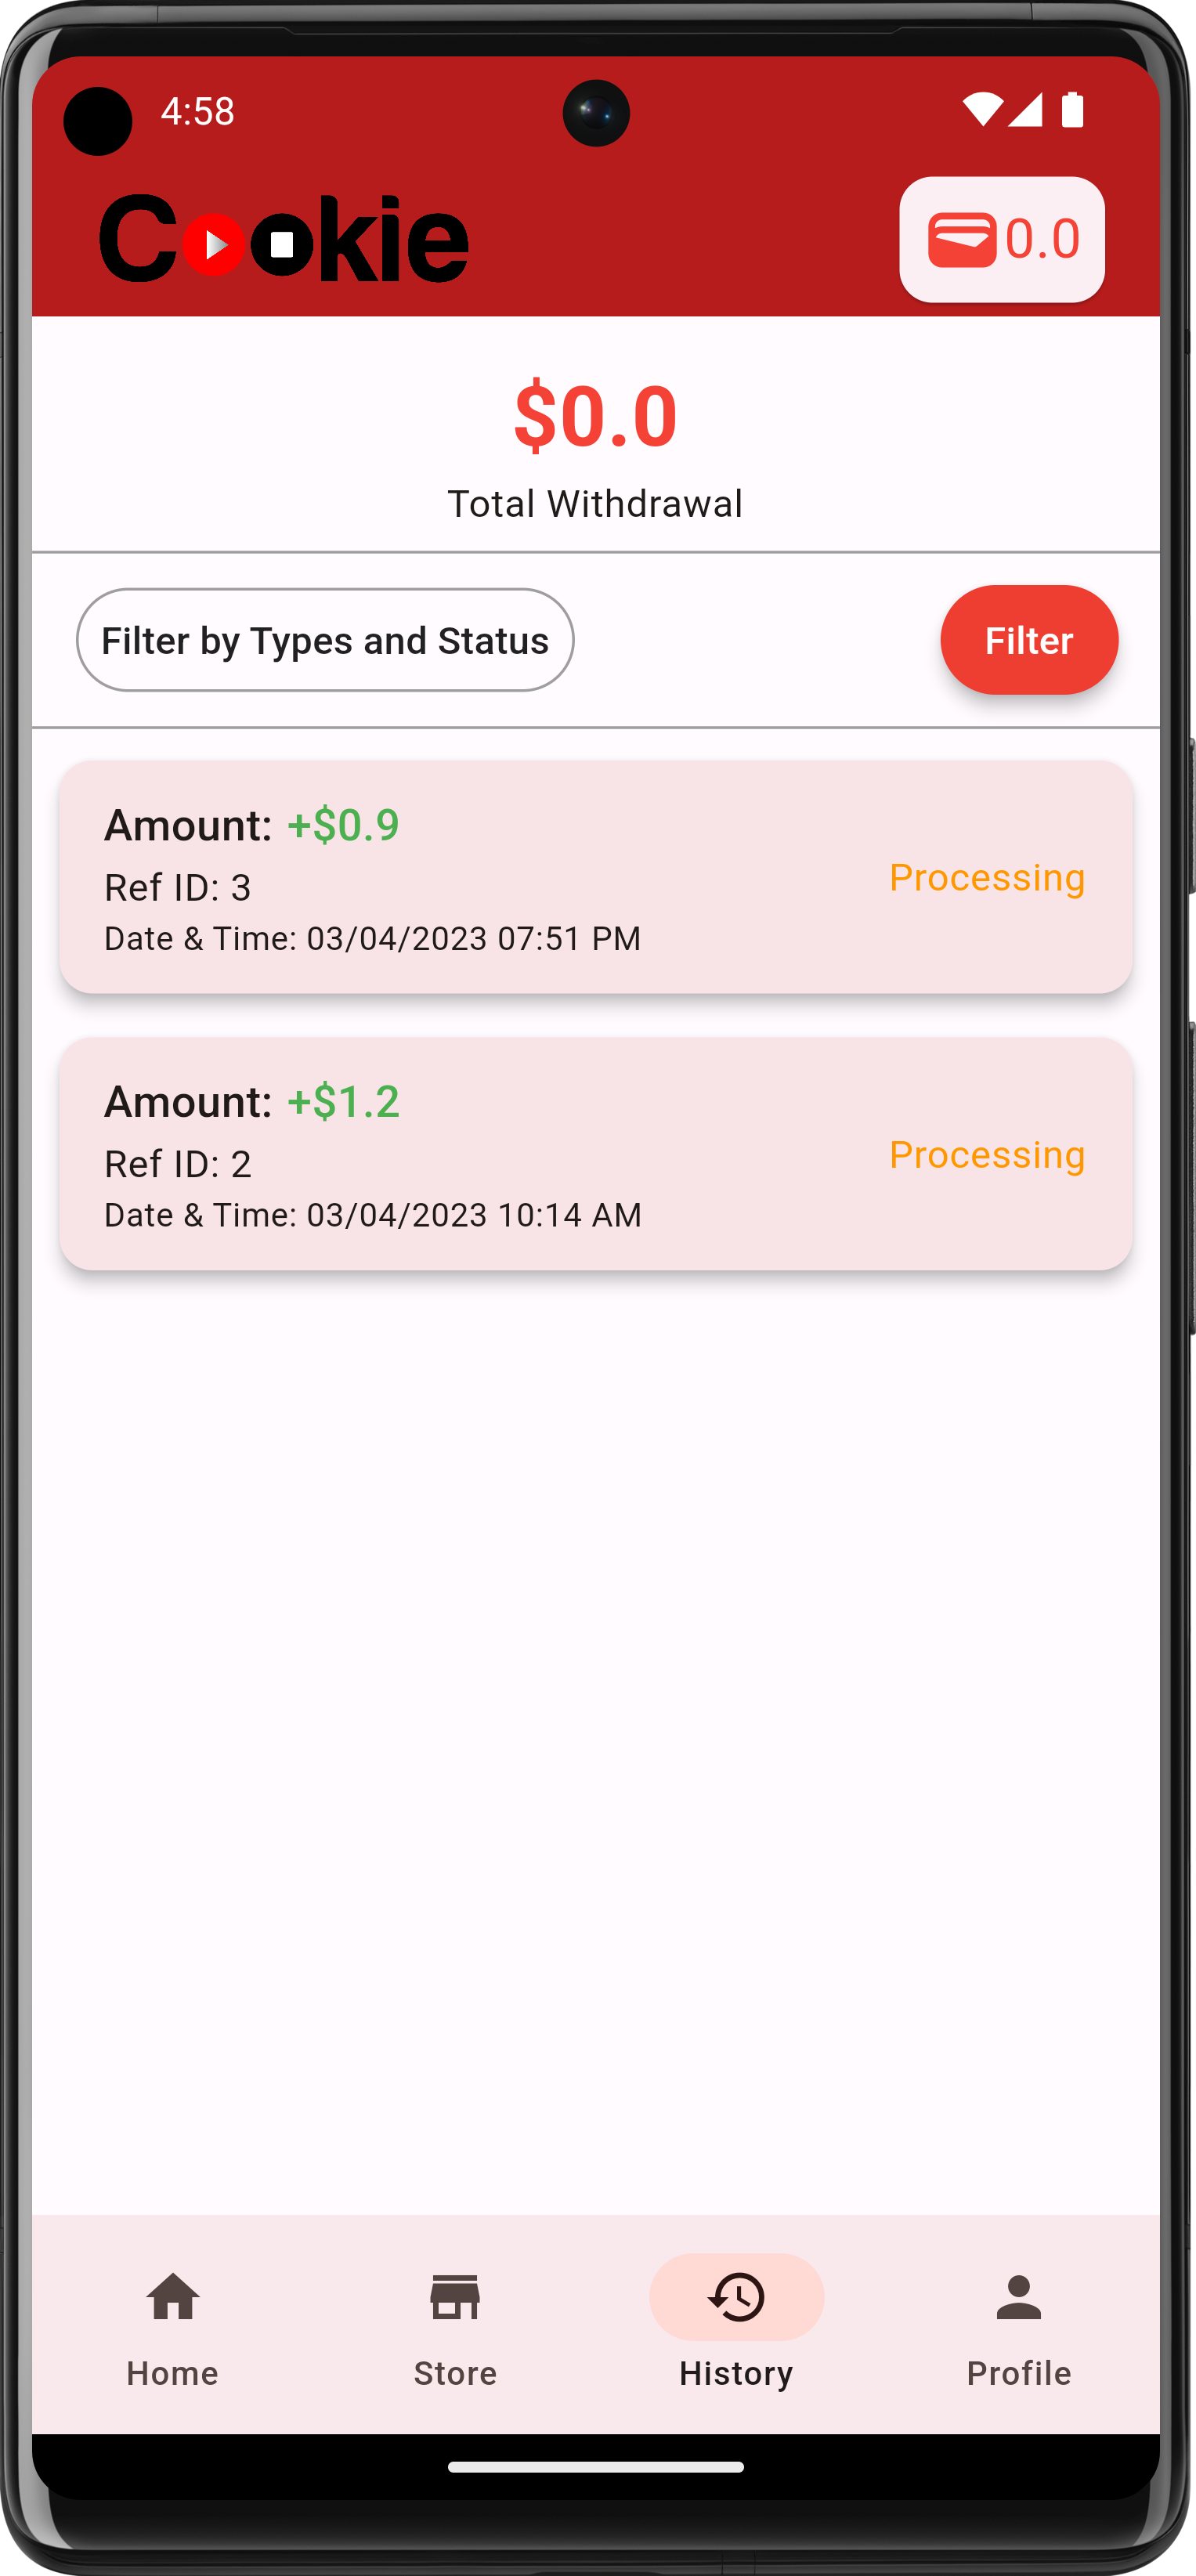 4:58
Cookie
0.0
$0.0
Total Withdrawal
Filter by Types and Status
Filter
Amount: +$0.9
Ref ID: 3
Processing
Date & Time: 03/04/2023 07:51 PM
Amount: +$1.2
Ref ID: 2
Processing
Date & Time: 03/04/2023 10:14 AM
Home
Store
History
Profile